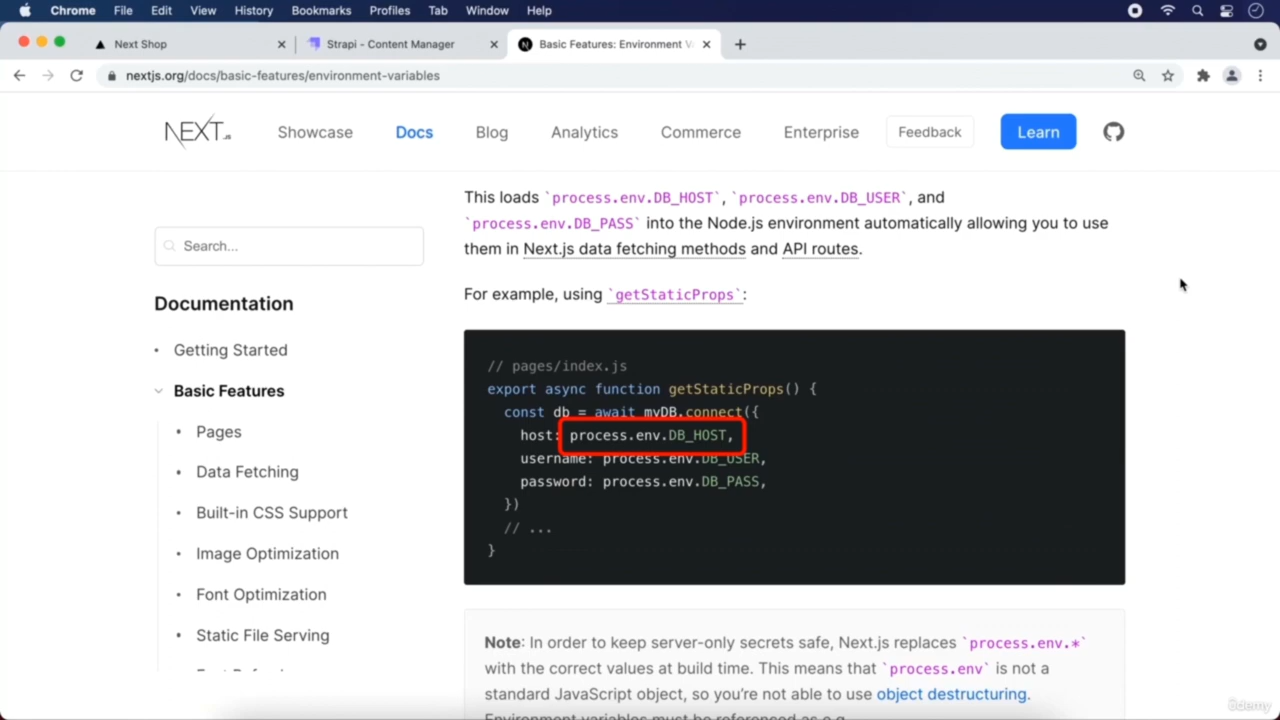 Chrome File Edit View History Bookmarks Profiles Tab Window Help
Next Shop
Strapi - Content Manager
Basic Features: Environment V
nextjs.org/docs/basic-features/environment-variables
NEXT.JS Showcase Docs Blog Analytics Commerce Enterprise Feedback Learn
Search...
Documentation
• Getting Started
Basic Features
• Pages
• Data Fetching
• Built-in CSS Support
• Image Optimization
• Font Optimization
• Static File Serving
This loads `process.env.DB_HOST`, `process.env.DB_USER`, and
`process.env.DB_PASS` into the Node.js environment automatically allowing you to use
them in Next.js data fetching methods and API routes.
For example, using `getStaticProps`:
// pages/index.js
export async function getStaticProps() {
const db = await myDB.connect({
host: process.env.DB_HOST,
username: process.env.DB_USER,
password: process.env.DB_PASS,
})
// ...
}
Note: In order to keep server-only secrets safe, Next.js replaces `process.env.*`
with the correct values at build time. This means that `process.env` is not a
standard JavaScript object, so you're not able to use object destructuring.
Environment variables must be referenced as e.g.
ûdemy